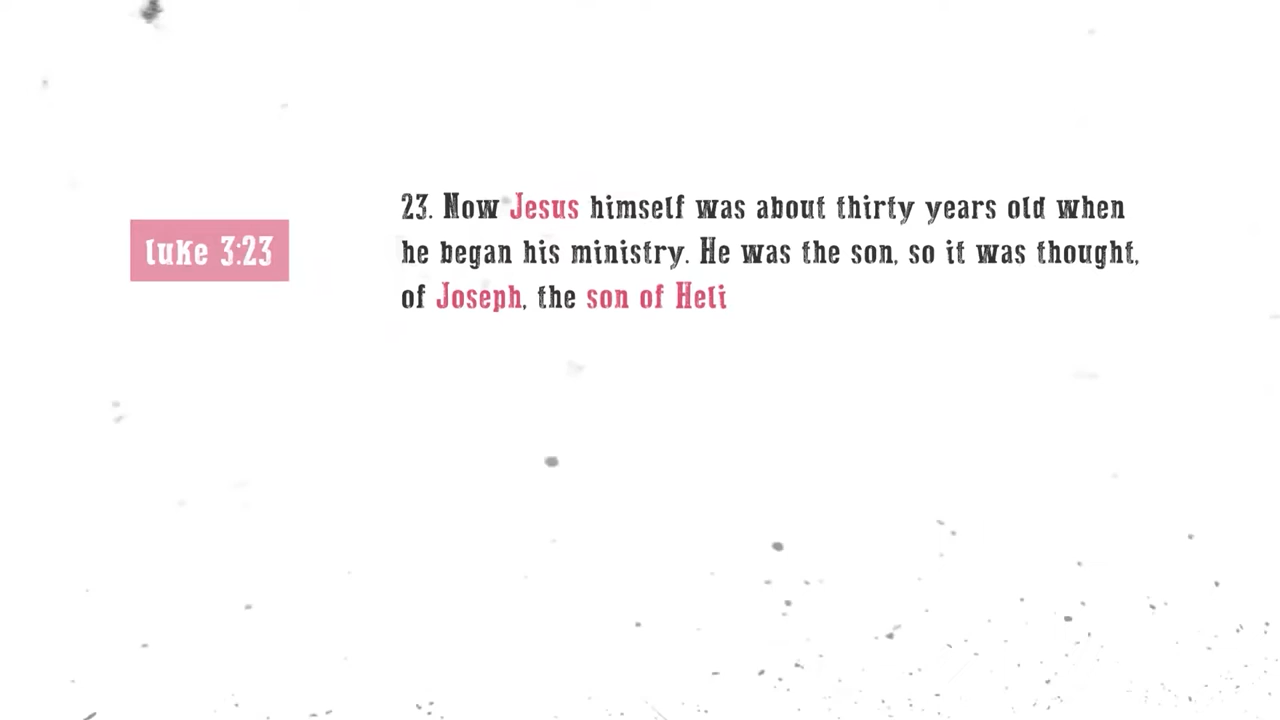 luke 3:23
23. Now Jesus himself was about thirty years old when
he began his ministry. He was the son, so it was thought,
of Joseph, the son of Heli